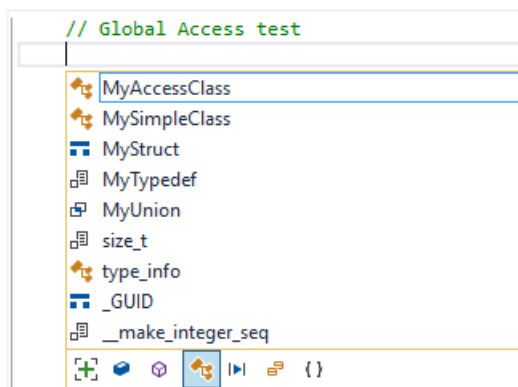 // Global Access test
MyAccessClass
MySimpleClass
MyStruct
MyTypedef
MyUnion
size_t
type_info
_GUID
__make_integer_seq